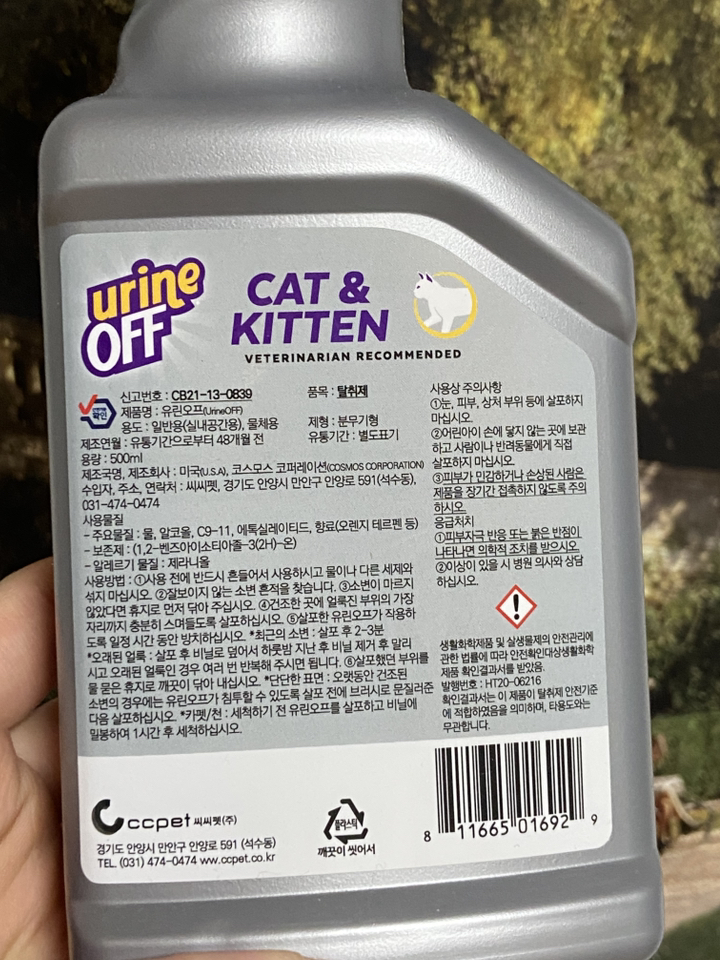 urine
OFF
CAT &
KITTEN
VETERINARIAN RECOMMENDED
확인
신고번호 : CB21-13-0839
품목 : 탈취제
제품명 : 유린오프(UrineOFF)
용도 : 일반용(실내공간용), 물체용
제형 : 분무기형
제조연월 : 유통기간으로부터 48개월 전
유통기간 : 별도표기
용량 : 500ml
제조국명, 제조회사 : 미국(U.S.A), 코스모스 코퍼레이션(COSMOS CORPORATION)
수입자, 주소, 연락처 : 씨씨펫, 경기도 안양시 만안구 안양로 591(석수동),
031-474-0474
사용물질
- 주요물질 : 물, 알코올, C9-11, 에톡실레이티드, 향료(오렌지 테르펜 등)
- 보존제 : (1,2-벤즈아이소티아졸-3(2H)-온)
- 알레르기 물질 : 제라니올
사용방법 : ①사용 전에 반드시 흔들어서 사용하시고 물이나 다른 세제와
섞지 마십시오. ②잘보이지 않는 소변 흔적을 찾습니다. ③소변이 마르지
않았다면 휴지로 먼저 닦아 주십시오. ④건조한 곳에 얼룩진 부위의 가장
자리까지 충분히 스며들도록 살포하십시오. ⑤살포한 유린오프가 작용하
도록 일정 시간 동안 방치하십시오. *최근의 소변 : 살포 후 2-3분
*오래된 얼룩 : 살포 후 비닐로 덮어서 하룻밤 지난 후 비닐 제거 후 말리
시고 오래된 얼룩인 경우 여러 번 반복해 주시면 됩니다. ⑥살포했던 부위를
물 묻은 휴지로 깨끗이 닦아 내십시오. *단단한 표면 : 오랫동안 건조된
소변의 경우에는 유린오프가 침투할 수 있도록 살포 전에 브러시로 문질러준
다음 살포하십시오. *카펫/천 : 세척하기 전 유린오프를 살포하고 비닐에
밀봉하여 1시간 후 세척하십시오.
사용상 주의사항
①눈, 피부, 상처 부위 등에 살포하지
마십시오.
②어린아이 손에 닿지 않는 곳에 보관
하고 사람이나 반려동물에게 직접
살포하지 마십시오.
③피부가 민감하거나 손상된 사람은
제품을 장기간 접촉하지 않도록 주의
하시오.
응급처치
①피부자극 반응 또는 붉은 반점이
나타나면 의학적 조치를 받으시오
②이상이 있을 시 병원 의사와 상담
하십시오.
생활화학제품 및 살생물제의 안전관리에
관한 법률에 따라 안전확인대상생활화학
제품 확인결과서를 받았음.
발행번호 : HT20-06216
확인결과서는 이 제품이 탈취제 안전기준
에 적합하였음을 의미하며, 타용도와는
무관합니다.
ccpet 씨씨펫(주)
경기도 안양시 만안구 안양로 591 (석수동)
TEL. (031) 474-0474 www.ccpet.co.kr
플라스틱
깨끗이 씻어서
8 11665 01692 9